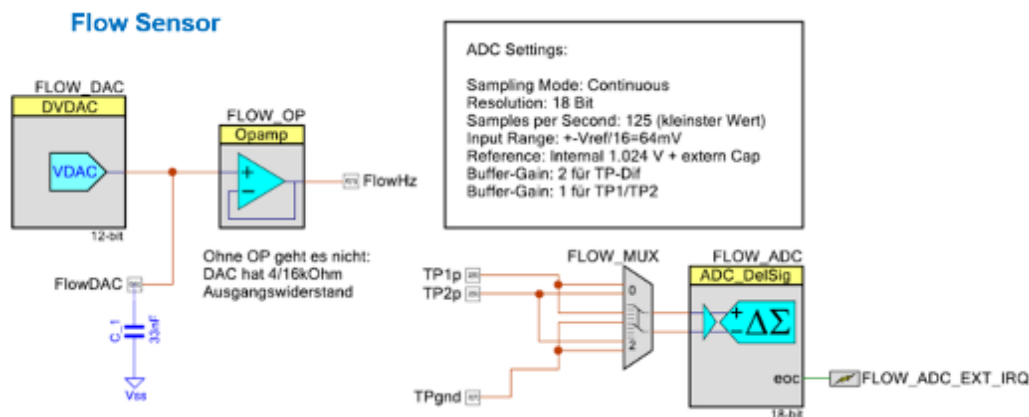 Flow Sensor
FLOW_DAC
DVDAC
VDAC
12-bit
FLOW_OP
Opamp
+
−
FlowHz
Ohne OP geht es nicht:
DAC hat 4/16kOhm
Ausgangswiderstand
FlowDAC
C_1
33nF
Vss
ADC Settings:
Sampling Mode: Continuous
Resolution: 18 Bit
Samples per Second: 125 (kleinster Wert)
Input Range: +-Vref/16=64mV
Reference: Internal 1.024 V + extern Cap
Buffer-Gain: 2 für TP-Dif
Buffer-Gain: 1 für TP1/TP2
FLOW_MUX
TP1p
TP2p
TPgnd
0
2
FLOW_ADC
ADC_DelSig
+
−
ΔΣ
eoc
18-bit
FLOW_ADC_EXT_IRQ